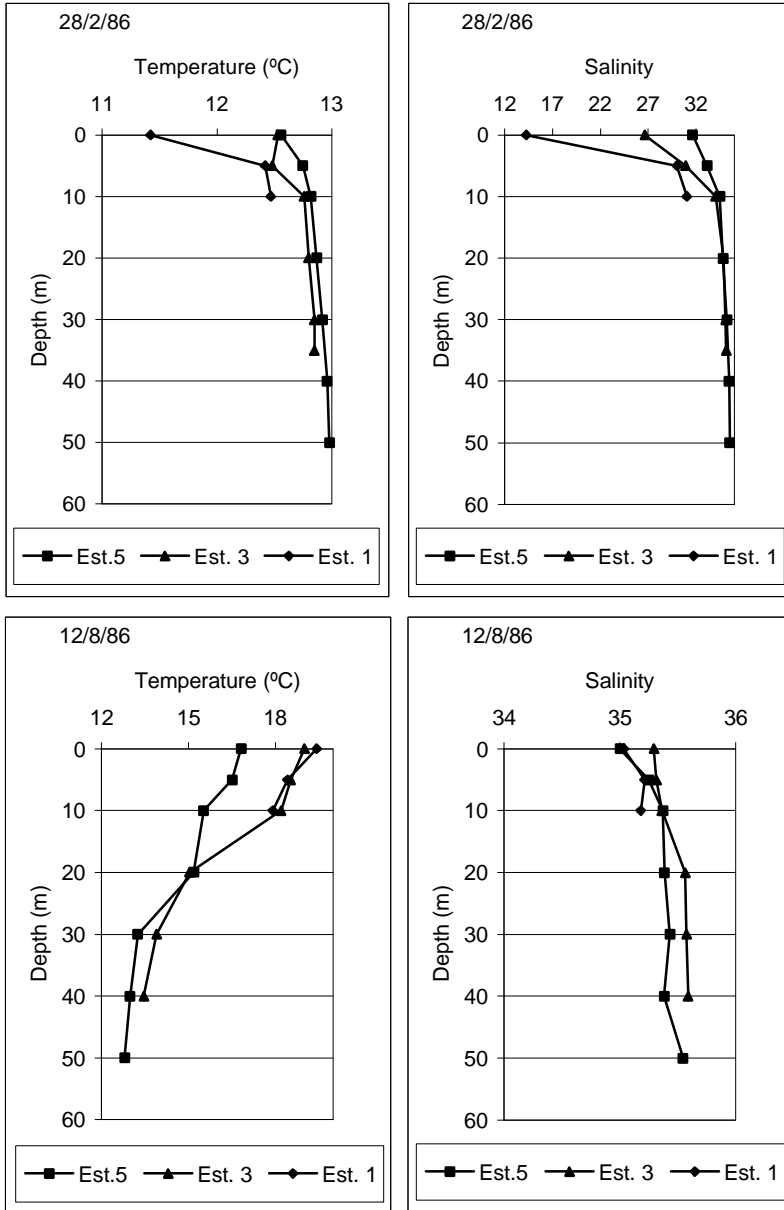 28/2/86
Temperature (ºC)
11 12 13
0
10
20
30
40
50
60
Depth (m)
Est.5 Est. 3 Est. 1
28/2/86
Salinity
12 17 22 27 32
0
10
20
30
40
50
60
Depth (m)
Est.5 Est. 3 Est. 1
12/8/86
Temperature (ºC)
12 15 18
0
10
20
30
40
50
60
Depth (m)
Est.5 Est. 3 Est. 1
12/8/86
Salinity
34 35 36
0
10
20
30
40
50
60
Depth (m)
Est.5 Est. 3 Est. 1